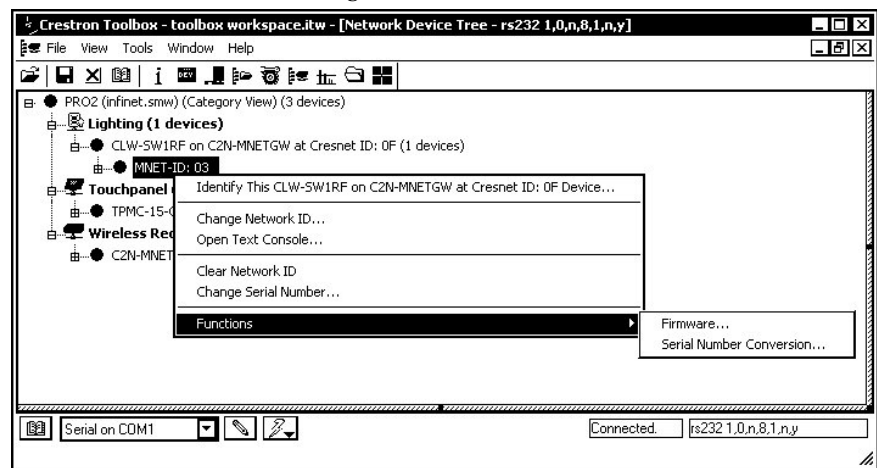 Crestron Toolbox - toolbox workspace.itw - [Network Device Tree - rs232 1,0,n,8,1,n,y]
File View Tools Window Help
PRO2 (infinet.smw) (Category View) (3 devices)
Lighting (1 devices)
CLW-SW1RF on C2N-MNETGW at Cresnet ID: 0F (1 devices)
MNET-ID: 03
Touchpanel
TPMC-15-
Wireless Rec
C2N-MNET
Identify This CLW-SW1RF on C2N-MNETGW at Cresnet ID: 0F Device...
Change Network ID...
Open Text Console...
Clear Network ID
Change Serial Number...
Functions
Firmware...
Serial Number Conversion...
Serial on COM1
Connected.
rs232 1,0,n,8,1,n,y